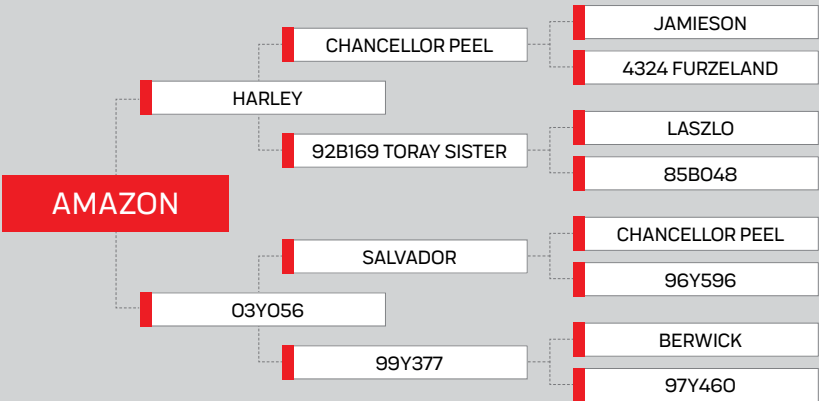 JAMIESON
CHANCELLOR PEEL
4324 FURZELAND
HARLEY
LASZLO
92B169 TORAY SISTER
85B048
AMAZON
CHANCELLOR PEEL
SALVADOR
96Y596
03Y056
BERWICK
99Y377
97Y460